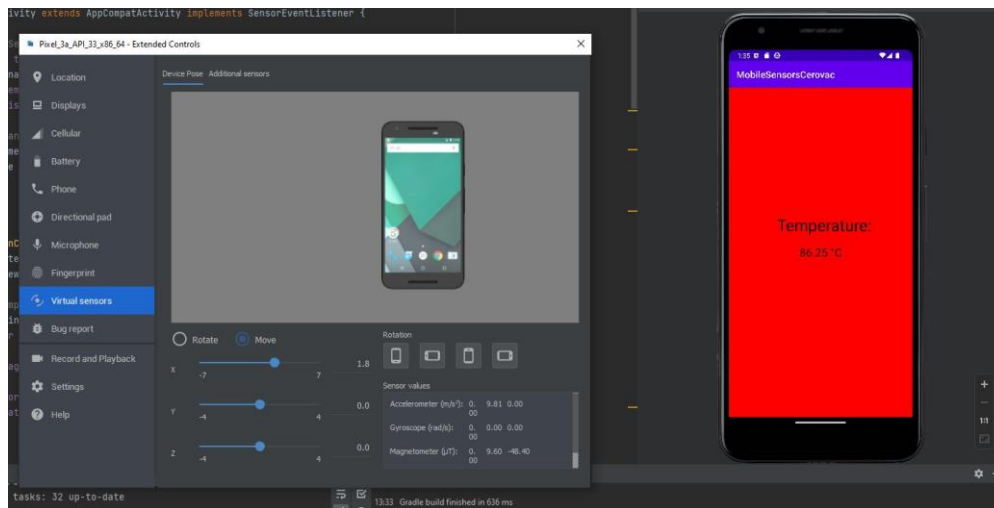 ivity extends AppCompatActivity implements SensorEventListener {
Pixel_3a_API_33_x86_64 - Extended Controls
Location
Displays
Cellular
Battery
Phone
Directional pad
Microphone
Fingerprint
Virtual sensors
Bug report
Record and Playback
Settings
Help
Device Pose Additional sensors
Rotate Move
X -7 7 1.8
Y -4 4 0.0
Z -4 4 0.0
Rotation
Sensor values
Accelerometer (m/s²): 0. 9.81 0.00
00
Gyroscope (rad/s): 0. 0.00 0.00
00
Magnetometer (μT): 0. 9.60 -48.40
00
1:35
MobileSensorsCerovac
Temperature:
86.25 °C
1:1
tasks: 32 up-to-date
13:33 Gradle build finished in 636 ms